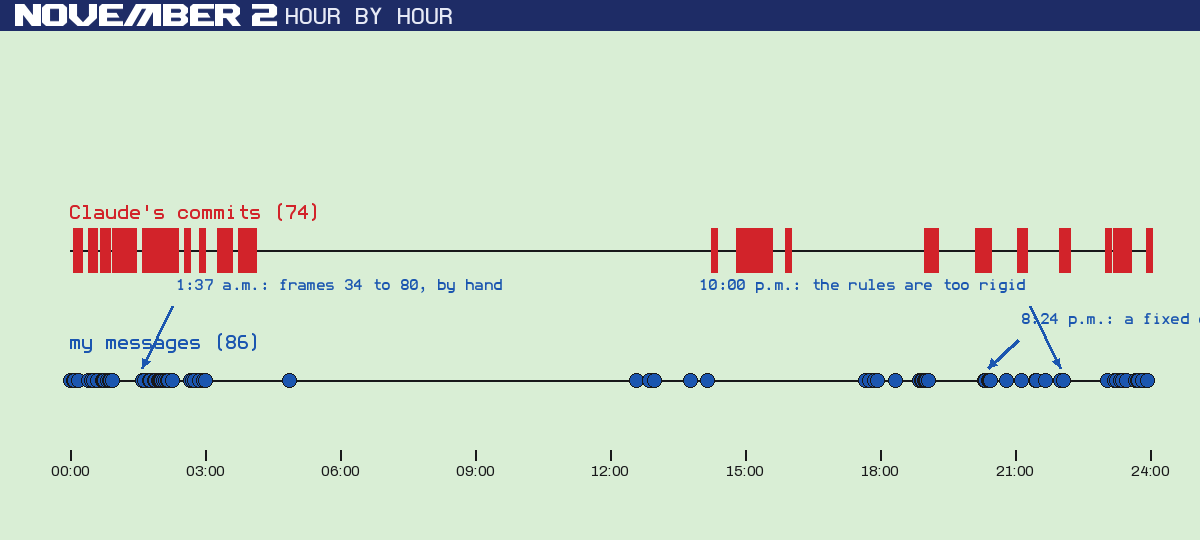 NOVEMBER 2 HOUR BY HOUR
Claude's commits (74)
1:37 a.m.: frames 34 to 80, by hand
10:00 p.m.: the rules are too rigid
8:24 p.m.: a fixed
my messages (86)
00:00 03:00 06:00 09:00 12:00 15:00 18:00 21:00 24:00